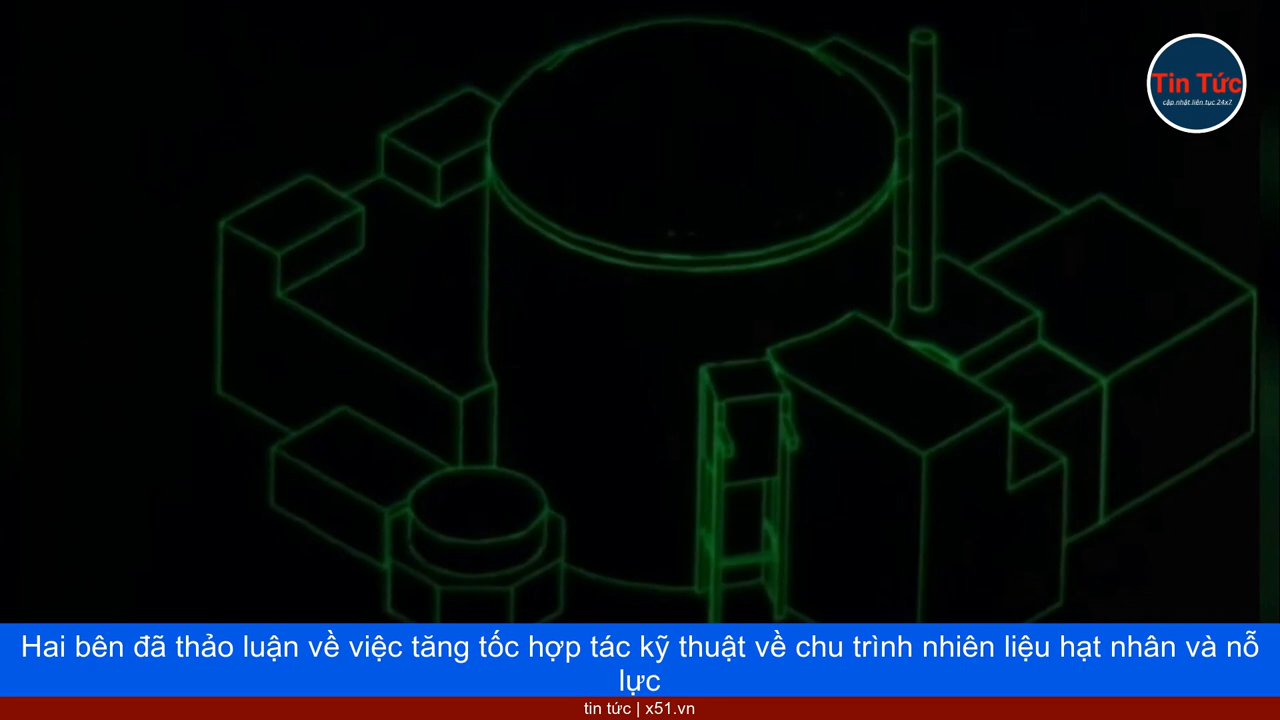 Tin Tức
cập nhật liên tục 24x7
Hai bên đã thảo luận về việc tăng tốc hợp tác kỹ thuật về chu trình nhiên liệu hạt nhân và nỗ
lực
tin tức | x51.vn